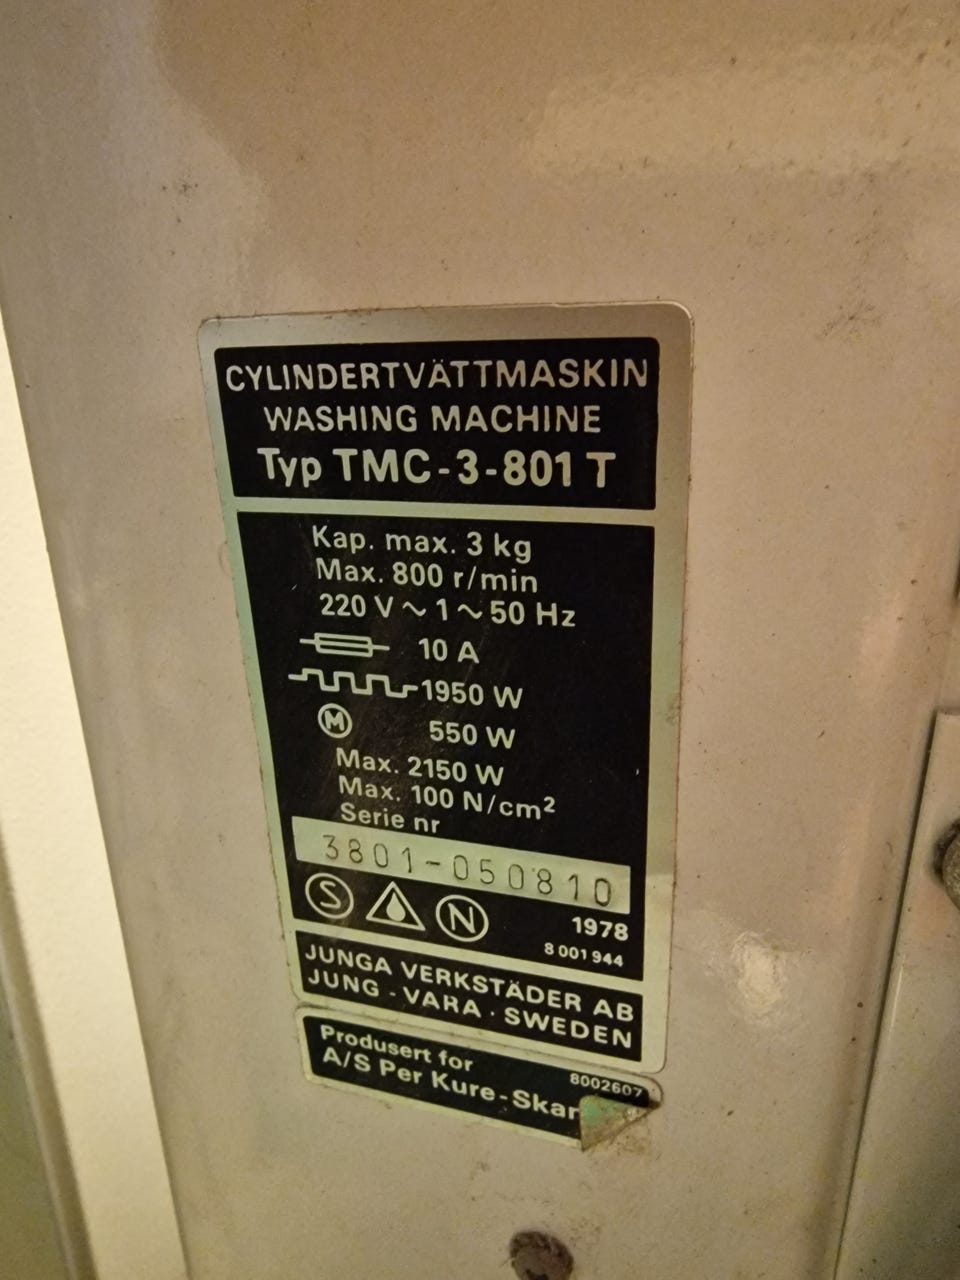 CYLINDERTVÄTTMASKIN
WASHING MACHINE
Typ TMC-3-801 T
Kap. max. 3 kg
Max. 800 r/min
220 V ~ 1 ~ 50 Hz
10 A
1950 W
M 550 W
Max. 2150 W
Max. 100 N/cm²
Serie nr
3801-050810
S N 1978
8 001 944
JUNGA VERKSTÄDER AB
JUNG - VARA · SWEDEN
Produsert for 8002607
A/S Per Kure-Skan